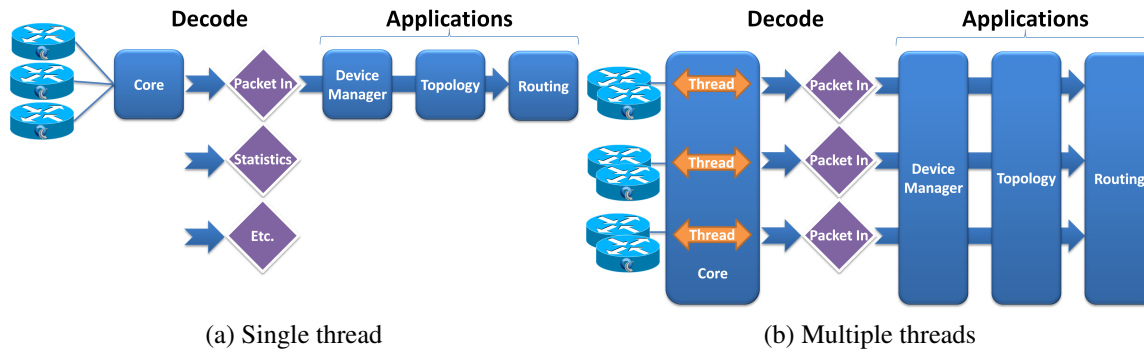 Decode
Applications
Core
Packet In
Device
Manager
Topology
Routing
Statistics
Etc.
(a) Single thread
Decode
Applications
Thread
Packet In
Thread
Packet In
Device
Manager
Topology
Routing
Thread
Packet In
Core
(b) Multiple threads